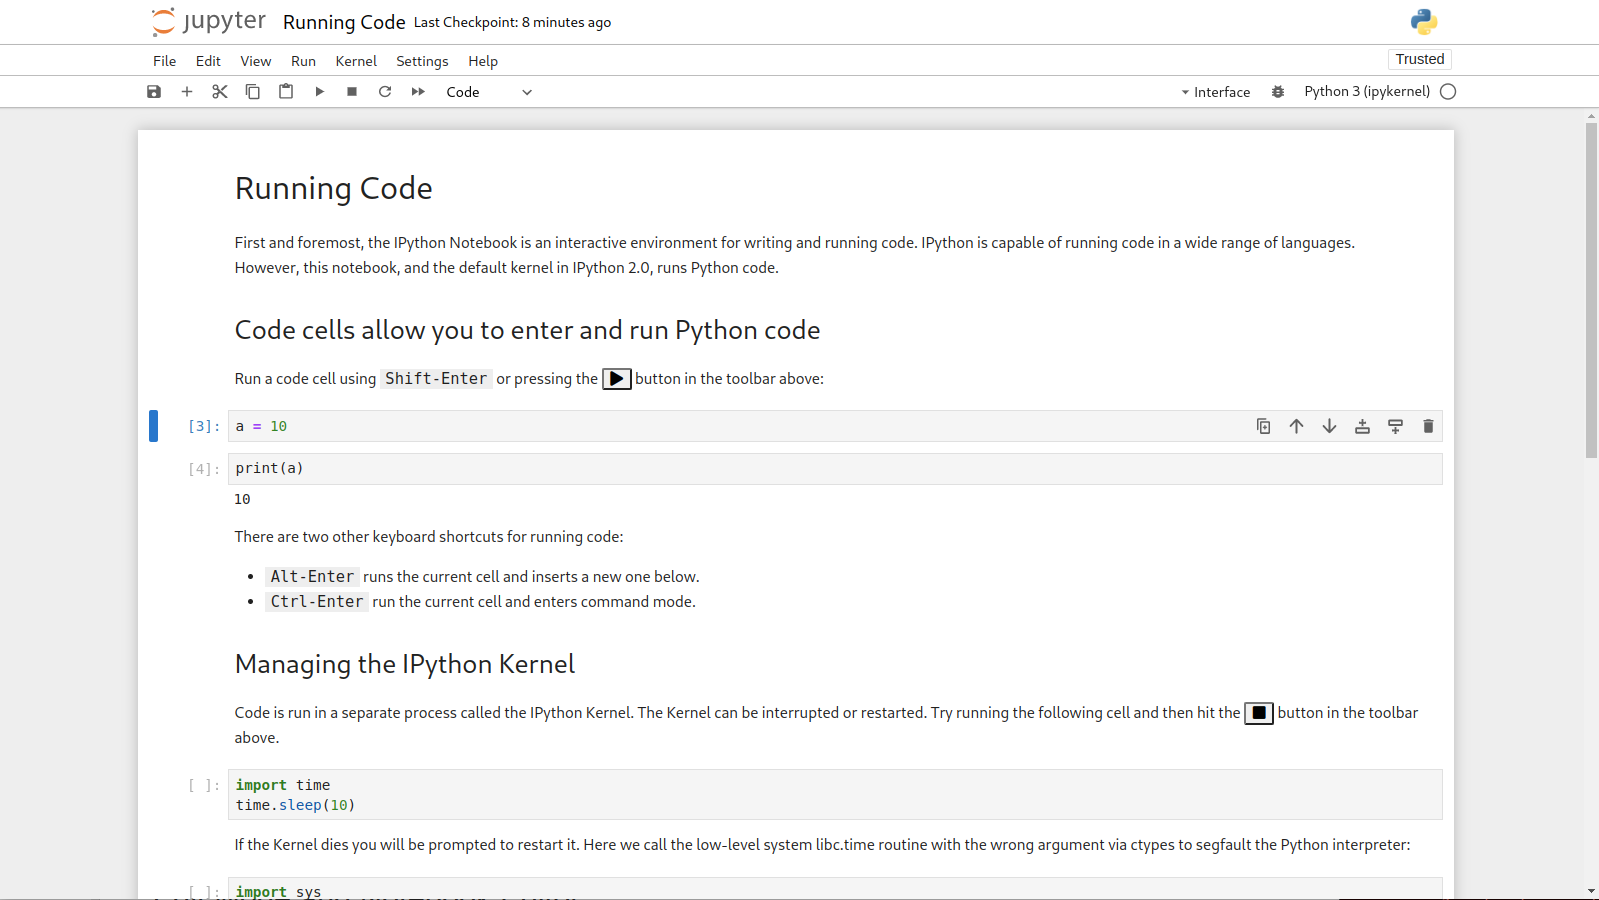 jupyter Running Code Last Checkpoint: 8 minutes ago
File Edit View Run Kernel Settings Help Trusted
Code Interface Python 3 (ipykernel)
Running Code
First and foremost, the IPython Notebook is an interactive environment for writing and running code. IPython is capable of running code in a wide range of languages.
However, this notebook, and the default kernel in IPython 2.0, runs Python code.
Code cells allow you to enter and run Python code
Run a code cell using Shift-Enter or pressing the button in the toolbar above:
[3]: a = 10
[4]: print(a)
10
There are two other keyboard shortcuts for running code:
• Alt-Enter runs the current cell and inserts a new one below.
• Ctrl-Enter run the current cell and enters command mode.
Managing the IPython Kernel
Code is run in a separate process called the IPython Kernel. The Kernel can be interrupted or restarted. Try running the following cell and then hit the button in the toolbar
above.
[ ]: import time
time.sleep(10)
If the Kernel dies you will be prompted to restart it. Here we call the low-level system libc.time routine with the wrong argument via ctypes to segfault the Python interpreter:
[ ]: import sys